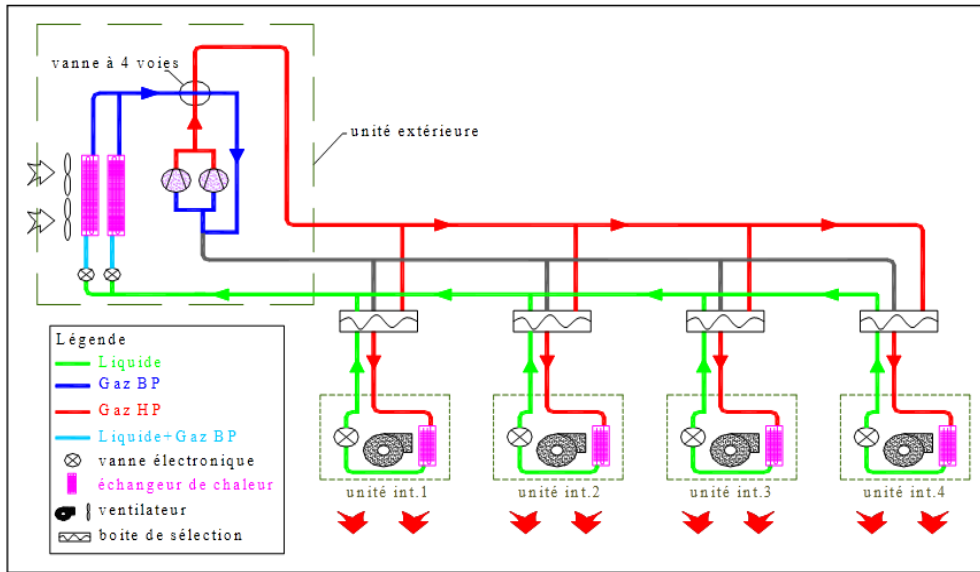 vanne à 4 voies
unité extérieure
Légende
Liquide
Gaz BP
Gaz HP
Liquide+Gaz BP
vanne électronique
échangeur de chaleur
ventilateur
boite de sélection
unité int.1
unité int.2
unité int.3
unité int.4